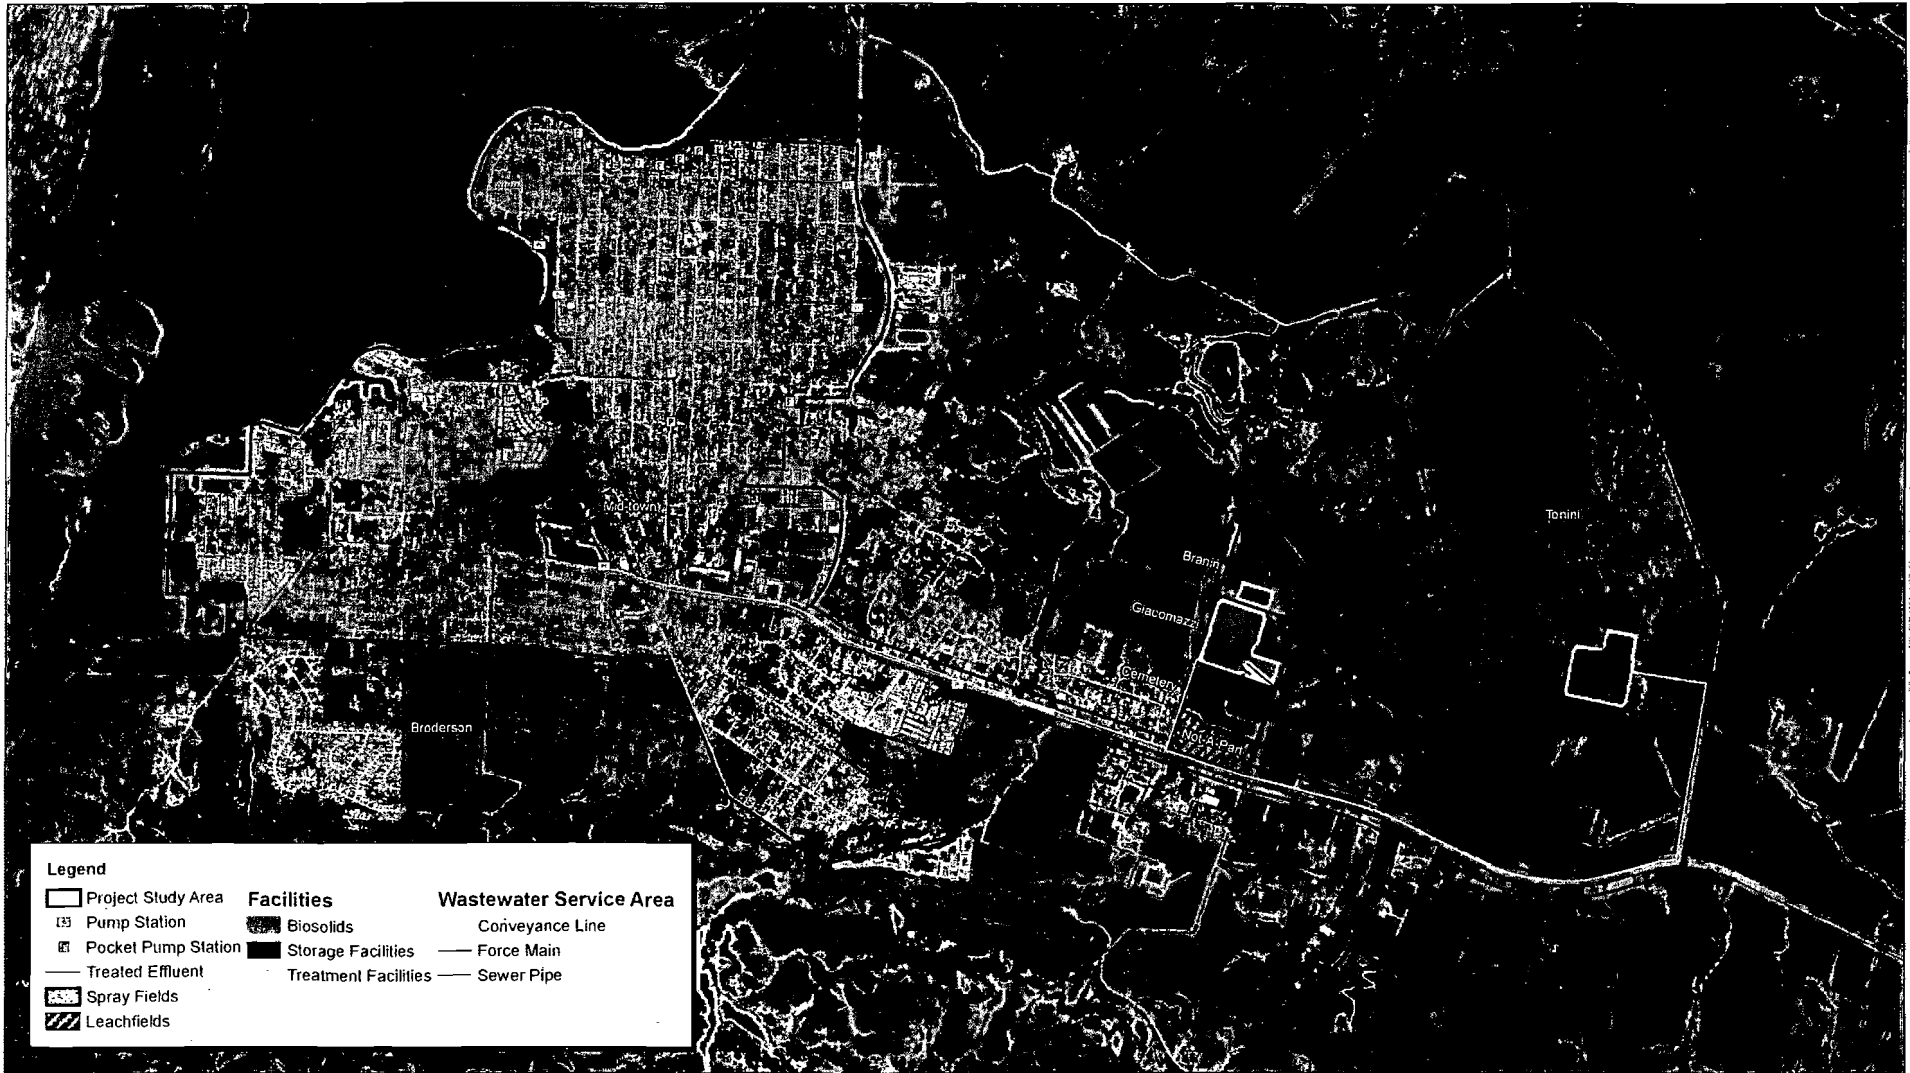 Mid-town
Tonini
Branin
Giacomazzi
Cemetery
Not A Part
Broderson
Legend
Project Study Area
Pump Station
Pocket Pump Station
Treated Effluent
Spray Fields
Leachfields
Facilities
Biosolids
Storage Facilities
Treatment Facilities
Wastewater Service Area
Conveyance Line
Force Main
Sewer Pipe